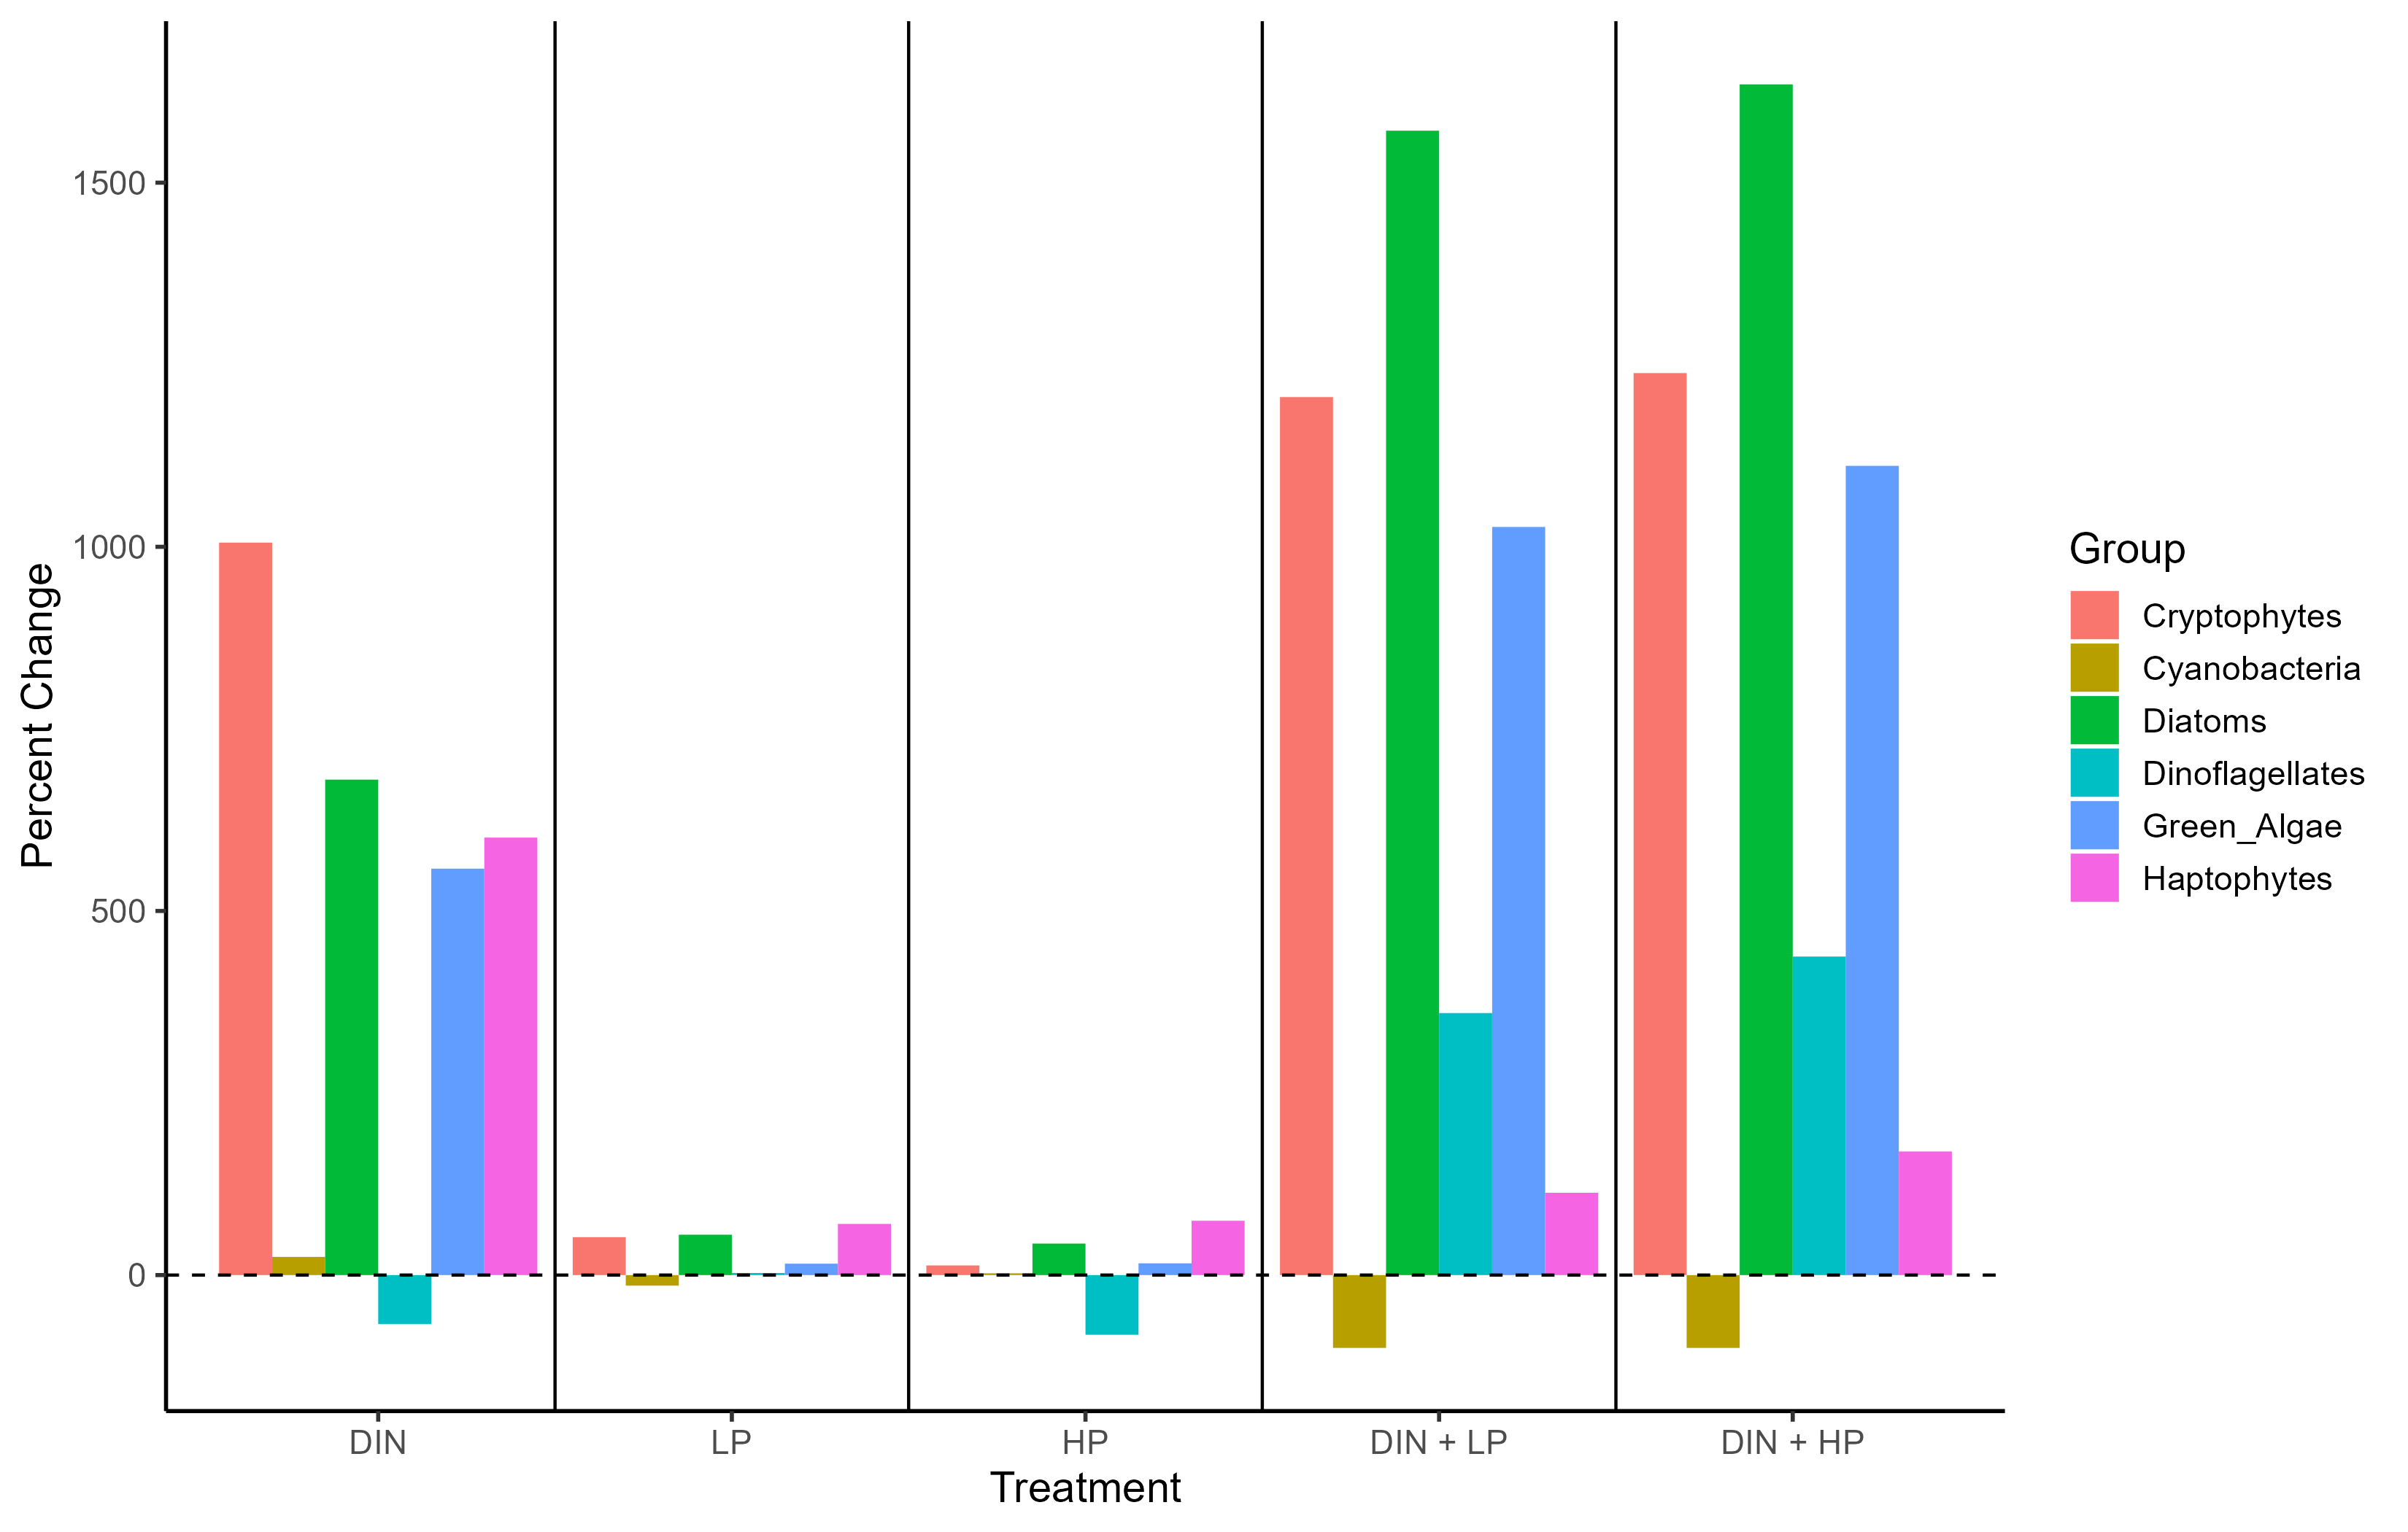 Percent Change
1500
1000
500
0
DIN
LP
HP
DIN + LP
DIN + HP
Treatment
Group
Cryptophytes
Cyanobacteria
Diatoms
Dinoflagellates
Green_Algae
Haptophytes